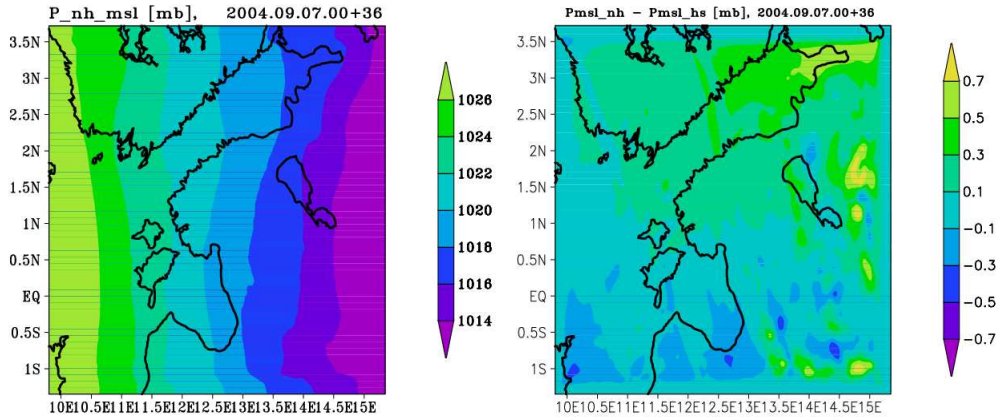 P_nh_msl [mb], 2004.09.07.00+36
3.5N
3N
2.5N
2N
1.5N
1N
EQ
0.5S
1S
10E10.5E11E11.5E12E12.5E13E13.5E14E14.5E15E
1026
1024
1022
1020
1018
1016
1014
Pmsl_nh - Pmsl_hs [mb], 2004.09.07.00+36
3.5N
3N
2.5N
2N
1.5N
1N
EQ
0.5S
1S
10E10.5E11E11.5E12E12.5E13E13.5E14E14.5E15E
0.7
0.5
0.3
0.1
-0.1
-0.3
-0.5
-0.7